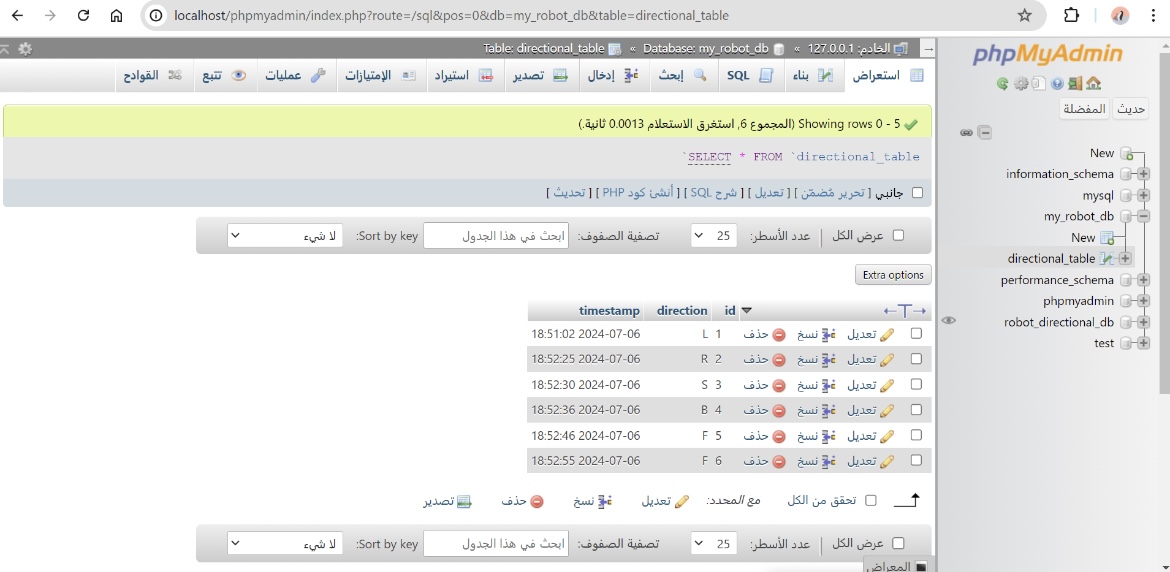 localhost/phpmyadmin/index.php?route=/sql&pos=0&db=my_robot_db&table=directional_table
الخادم: 127.0.0.1 » Database: my_robot_db » Table: directional_table
استعراض بناء SQL إبحث إدخال تصدير استيراد الإمتيازات عمليات تتبع القوادح
Showing rows 0 - 5 (المجموع 6, استغرق الاستعلام 0.0013 ثانية.)
SELECT * FROM `directional_table`
جانبي [ تحرير مُضمّن ] [ تعديل ] [ شرح SQL ] [ أنشئ كود PHP ] [ تحديث ]
عرض الكل | عدد الأسطر: 25 تصفية الصفوف: ابحث في هذا الجدول Sort by key: لا شيء
Extra options
id direction timestamp
تعديل نسخ حذف 1 L 2024-07-06 18:51:02
تعديل نسخ حذف 2 R 2024-07-06 18:52:25
تعديل نسخ حذف 3 S 2024-07-06 18:52:30
تعديل نسخ حذف 4 B 2024-07-06 18:52:36
تعديل نسخ حذف 5 F 2024-07-06 18:52:46
تعديل نسخ حذف 6 F 2024-07-06 18:52:55
تحقق من الكل مع المحدد: تعديل نسخ حذف تصدير
عرض الكل | عدد الأسطر: 25 تصفية الصفوف: ابحث في هذا الجدول Sort by key: لا شيء
المعراض
phpMyAdmin
حديث المفضلة
New
information_schema
mysql
my_robot_db
New
directional_table
performance_schema
phpmyadmin
robot_directional_db
test